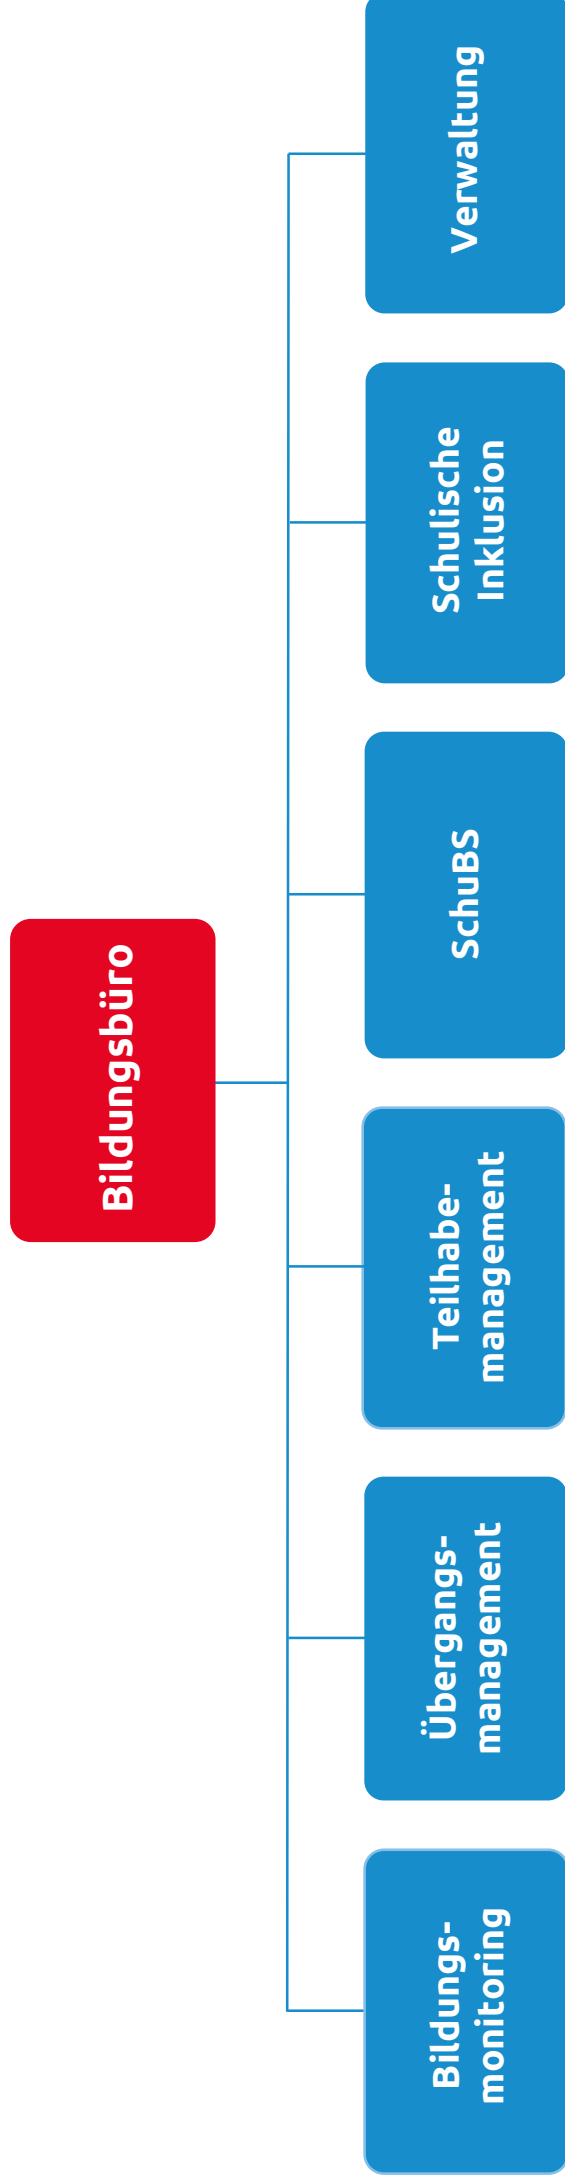 Bildungsbüro
Bildungs-
monitoring
Übergangs-
management
Teilhabe-
management
SchuBS
Schulische
Inklusion
Verwaltung